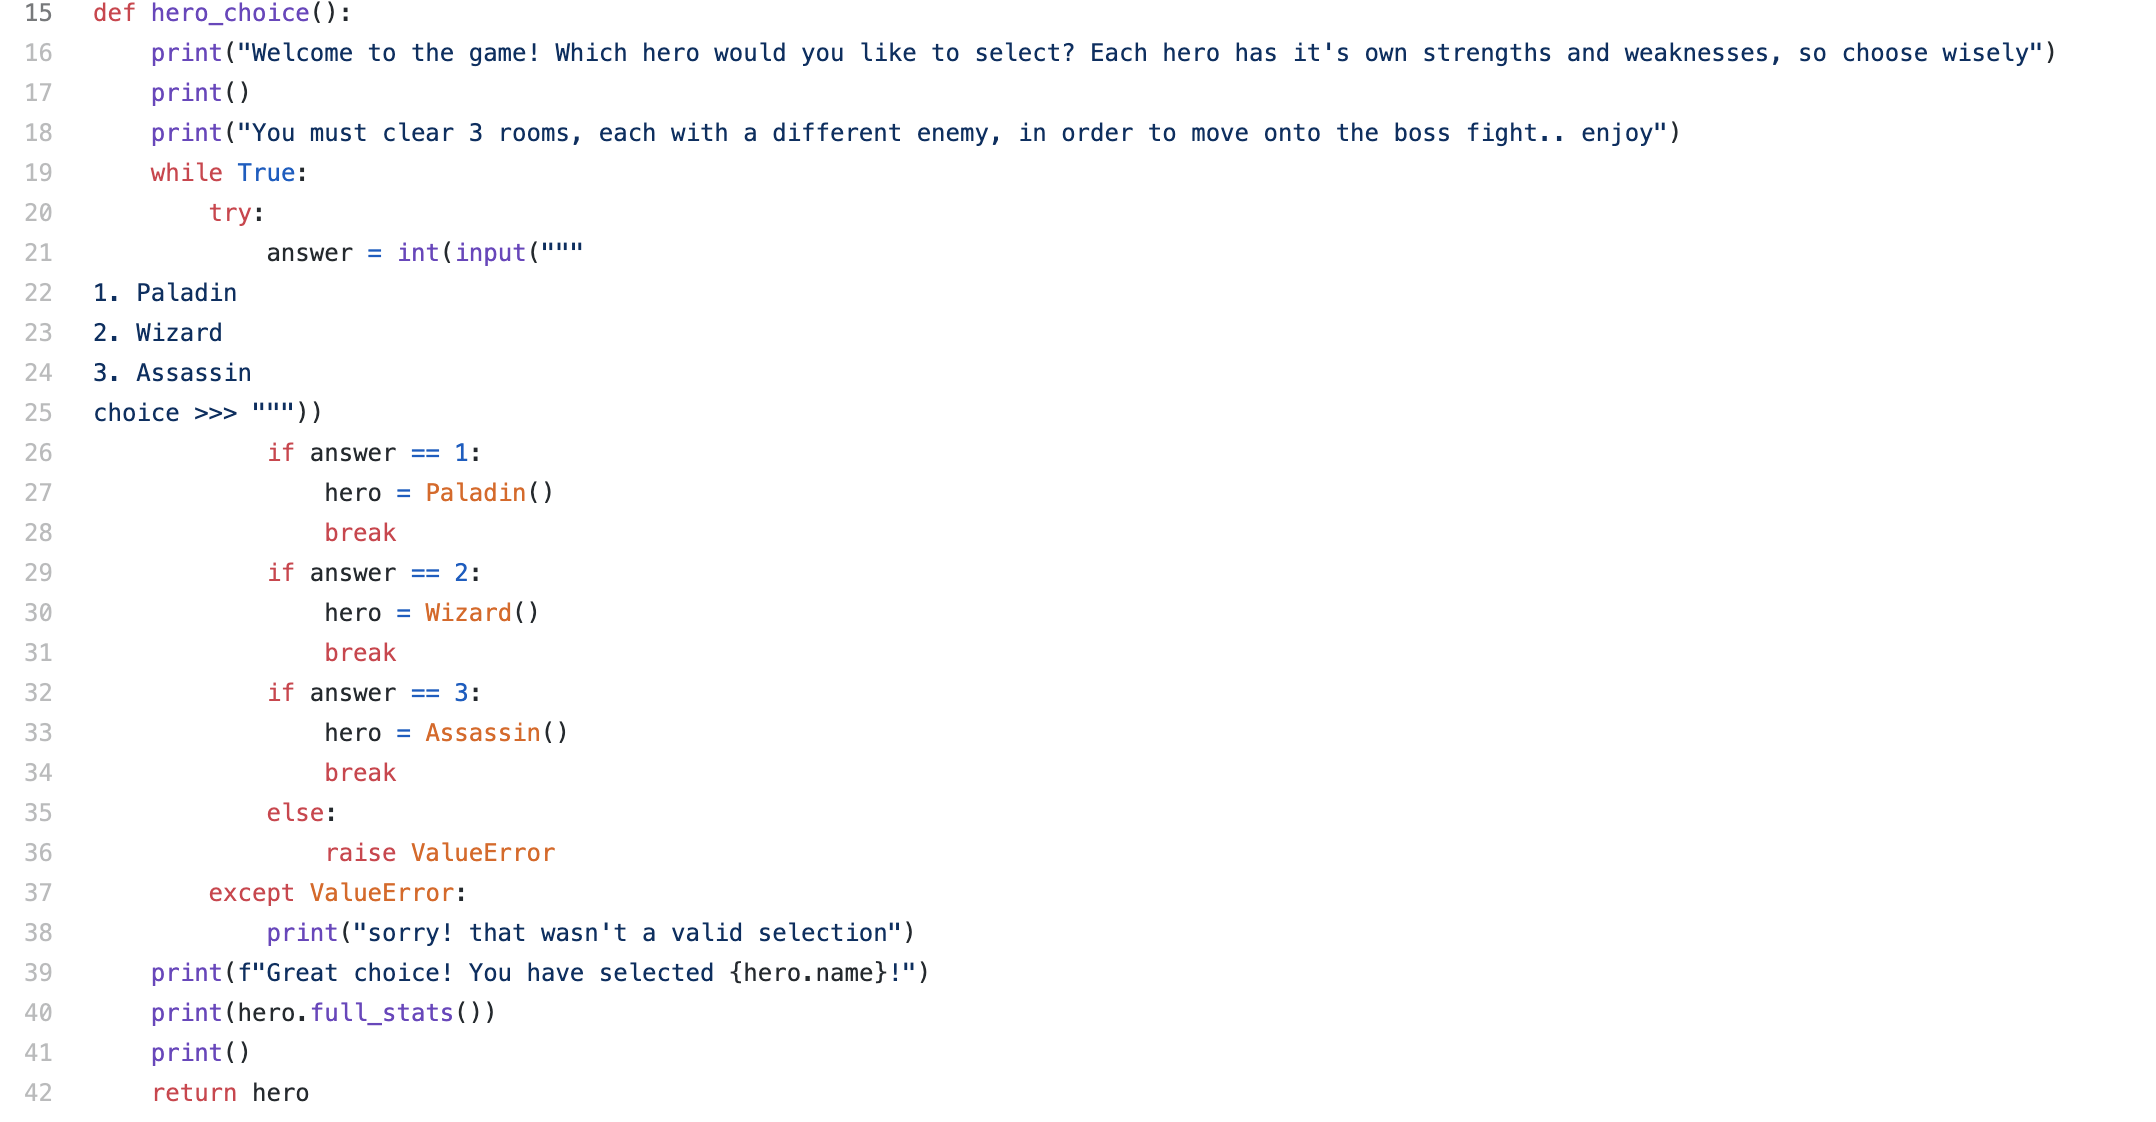 15 def hero_choice():
16     print("Welcome to the game! Which hero would you like to select? Each hero has it's own strengths and weaknesses, so choose wisely")
17     print()
18     print("You must clear 3 rooms, each with a different enemy, in order to move onto the boss fight.. enjoy")
19     while True:
20         try:
21             answer = int(input("""
22 1. Paladin
23 2. Wizard
24 3. Assassin
25 choice >>> """))
26             if answer == 1:
27                 hero = Paladin()
28                 break
29             if answer == 2:
30                 hero = Wizard()
31                 break
32             if answer == 3:
33                 hero = Assassin()
34                 break
35             else:
36                 raise ValueError
37         except ValueError:
38             print("sorry! that wasn't a valid selection")
39     print(f"Great choice! You have selected {hero.name}!")
40     print(hero.full_stats())
41     print()
42     return hero